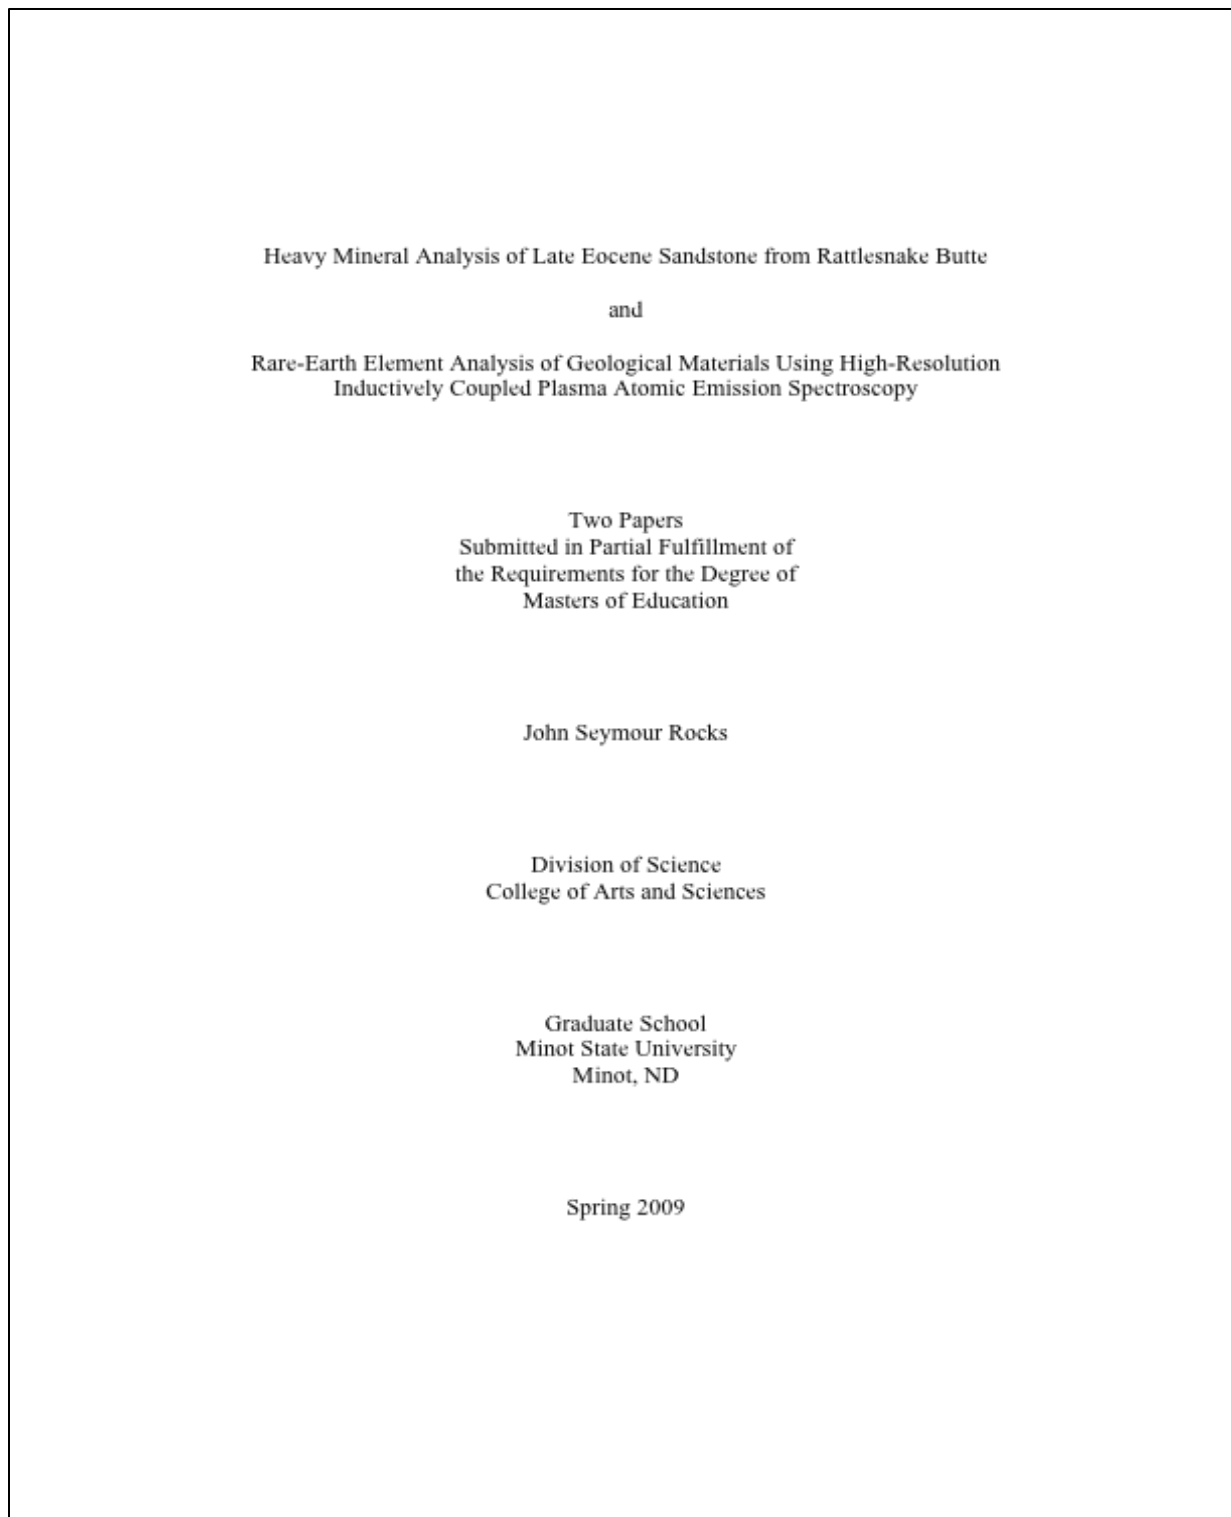 Heavy Mineral Analysis of Late Eocene Sandstone from Rattlesnake Butte
and
Rare-Earth Element Analysis of Geological Materials Using High-Resolution
Inductively Coupled Plasma Atomic Emission Spectroscopy
Two Papers
Submitted in Partial Fulfillment of
the Requirements for the Degree of
Masters of Education
John Seymour Rocks
Division of Science
College of Arts and Sciences
Graduate School
Minot State University
Minot, ND
Spring 2009